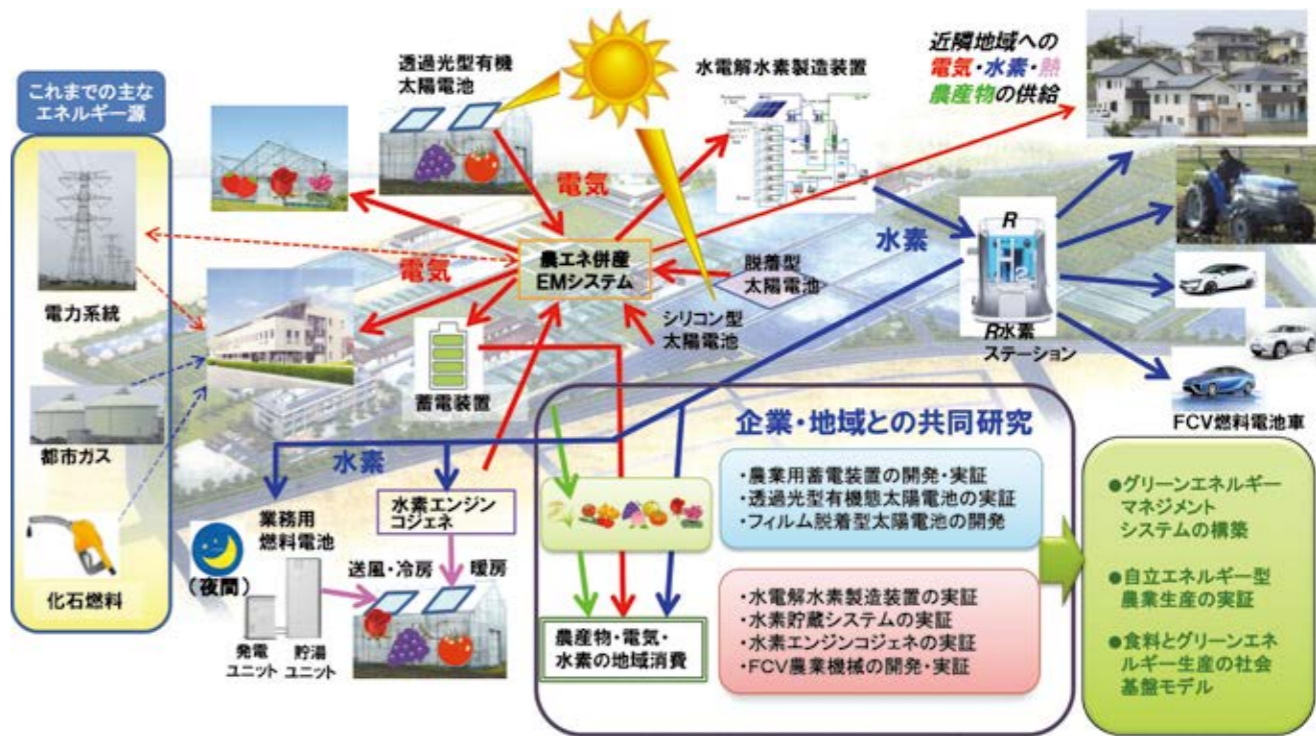 これまでの主な
エネルギー源
電力系統
都市ガス
化石燃料
透過光型有機
太陽電池
水電解水素製造装置
近隣地域への
電気・水素・熱
農産物の供給
電気
電気
農エネ併産
EMシステム
脱着型
太陽電池
シリコン型
太陽電池
蓄電装置
水素
R
H2
R水素
ステーション
FCV燃料電池車
水素
水素エンジン
コジェネ
業務用
燃料電池
(夜間)
送風・冷房
暖房
発電
ユニット
貯湯
ユニット
企業・地域との共同研究
・農業用蓄電装置の開発・実証
・透過光型有機態太陽電池の実証
・フィルム脱着型太陽電池の開発
・水電解水素製造装置の実証
・水素貯蔵システムの実証
・水素エンジンコジェネの実証
・FCV農業機械の開発・実証
農産物・電気・
水素の地域消費
●グリーンエネルギー
マネジメント
システムの構築
●自立エネルギー型
農業生産の実証
●食料とグリーンエネ
ルギー生産の社会
基盤モデル